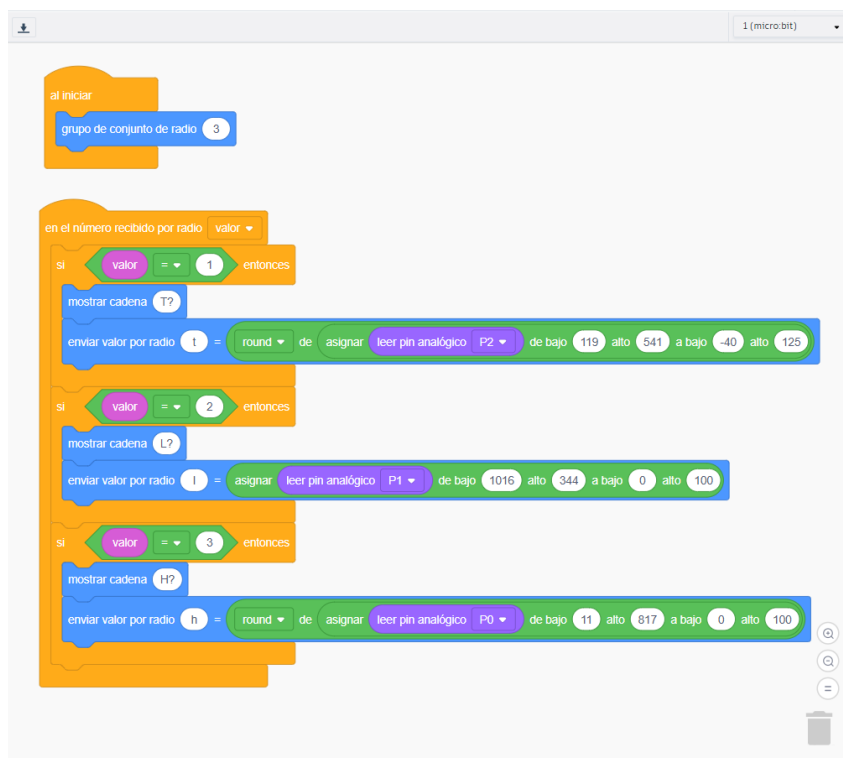 1 (micro:bit)
al iniciar
grupo de conjunto de radio 3
en el número recibido por radio valor
si valor = 1 entonces
mostrar cadena T?
enviar valor por radio t = round de asignar leer pin analógico P2 de bajo 119 alto 541 a bajo -40 alto 125
si valor = 2 entonces
mostrar cadena L?
enviar valor por radio l = asignar leer pin analógico P1 de bajo 1016 alto 344 a bajo 0 alto 100
si valor = 3 entonces
mostrar cadena H?
enviar valor por radio h = round de asignar leer pin analógico P0 de bajo 11 alto 817 a bajo 0 alto 100